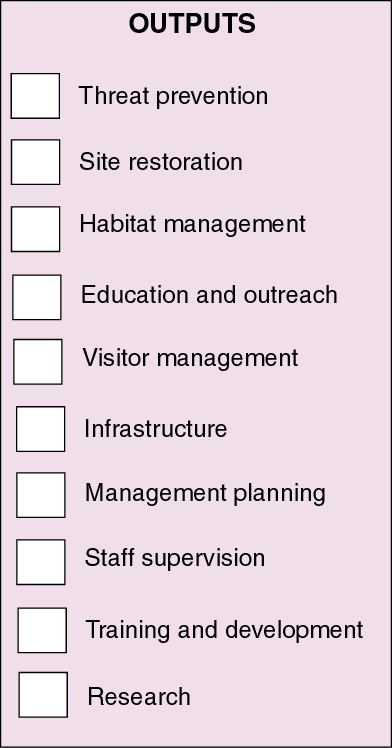 OUTPUTS
Threat prevention
Site restoration
Habitat management
Education and outreach
Visitor management
Infrastructure
Management planning
Staff supervision
Training and development
Research